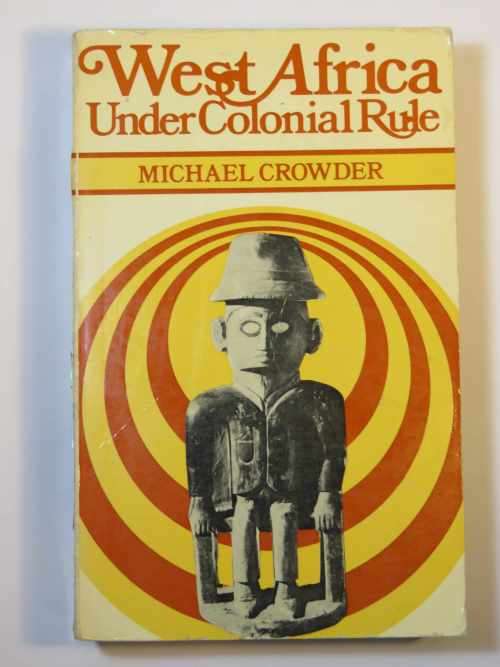 West Africa
Under Colonial Rule
MICHAEL CROWDER